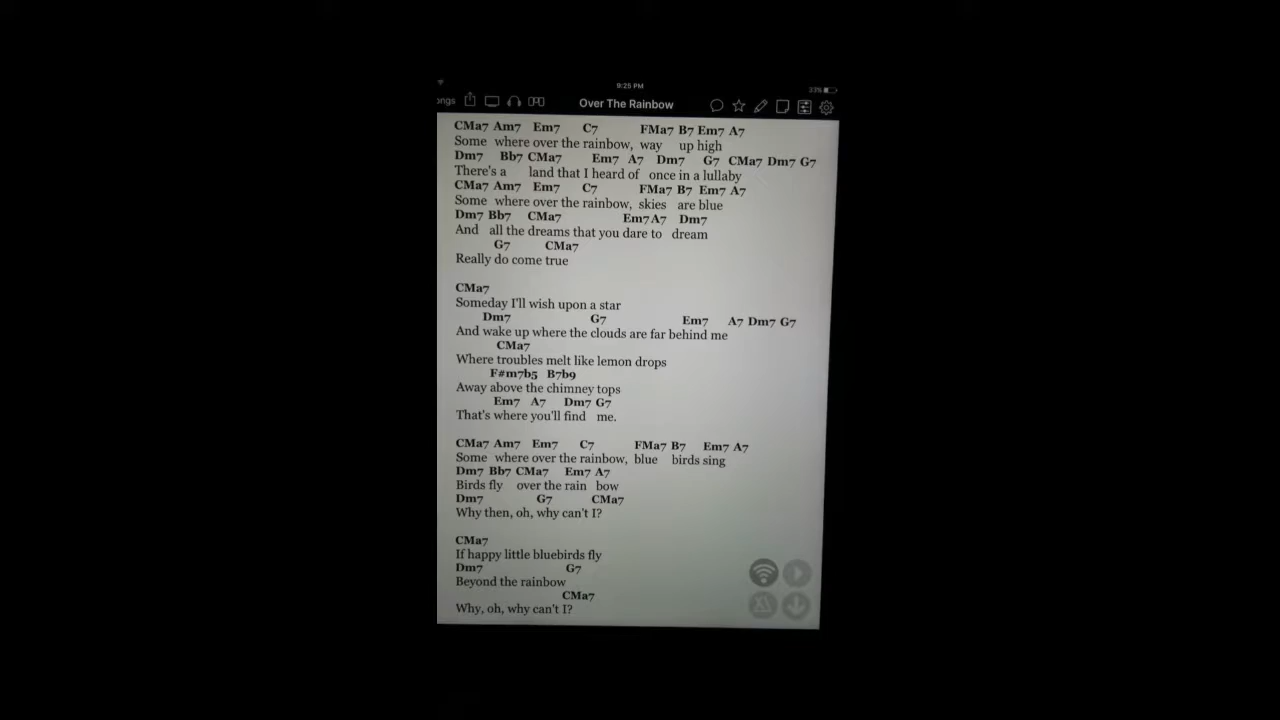 9:25 PM
33%
ongs
Over The Rainbow
CMa7 Am7 Em7 C7 FMa7 B7 Em7 A7
Some where over the rainbow, way up high
Dm7 Bb7 CMa7 Em7 A7 Dm7 G7 CMa7 Dm7 G7
There's a land that I heard of once in a lullaby
CMa7 Am7 Em7 C7 FMa7 B7 Em7 A7
Some where over the rainbow, skies are blue
Dm7 Bb7 CMa7 Em7 A7 Dm7
And all the dreams that you dare to dream
G7 CMa7
Really do come true
CMa7
Someday I'll wish upon a star
Dm7 G7 Em7 A7 Dm7 G7
And wake up where the clouds are far behind me
CMa7
Where troubles melt like lemon drops
F#m7b5 B7b9
Away above the chimney tops
Em7 A7 Dm7 G7
That's where you'll find me.
CMa7 Am7 Em7 C7 FMa7 B7 Em7 A7
Some where over the rainbow, blue birds sing
Dm7 Bb7 CMa7 Em7 A7
Birds fly over the rain bow
Dm7 G7 CMa7
Why then, oh, why can't I?
CMa7
If happy little bluebirds fly
Dm7 G7
Beyond the rainbow
CMa7
Why, oh, why can't I?